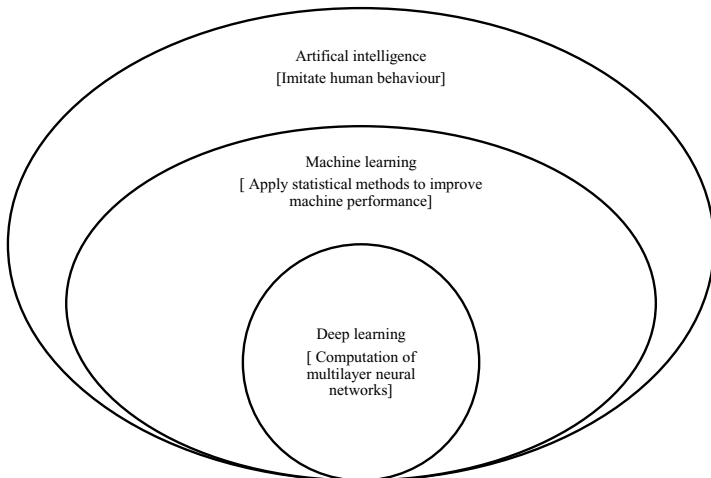 Artifical intelligence
[Imitate human behaviour]
Machine learning
[ Apply statistical methods to improve
machine performance]
Deep learning
[ Computation of
multilayer neural
networks]